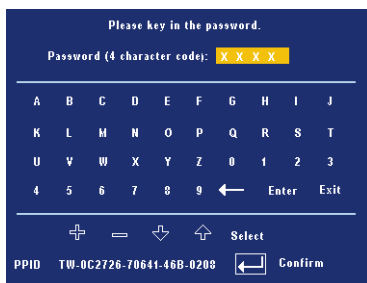 Please key in the password.
Password (4 character code): X X X X
A B C D E F G H I J
K L M N O P Q R S T
U V W X Y Z 0 1 2 3
4 5 6 7 8 9 Enter Exit
Select
PPID TW-0C2726-70641-46B-0208 Confirm